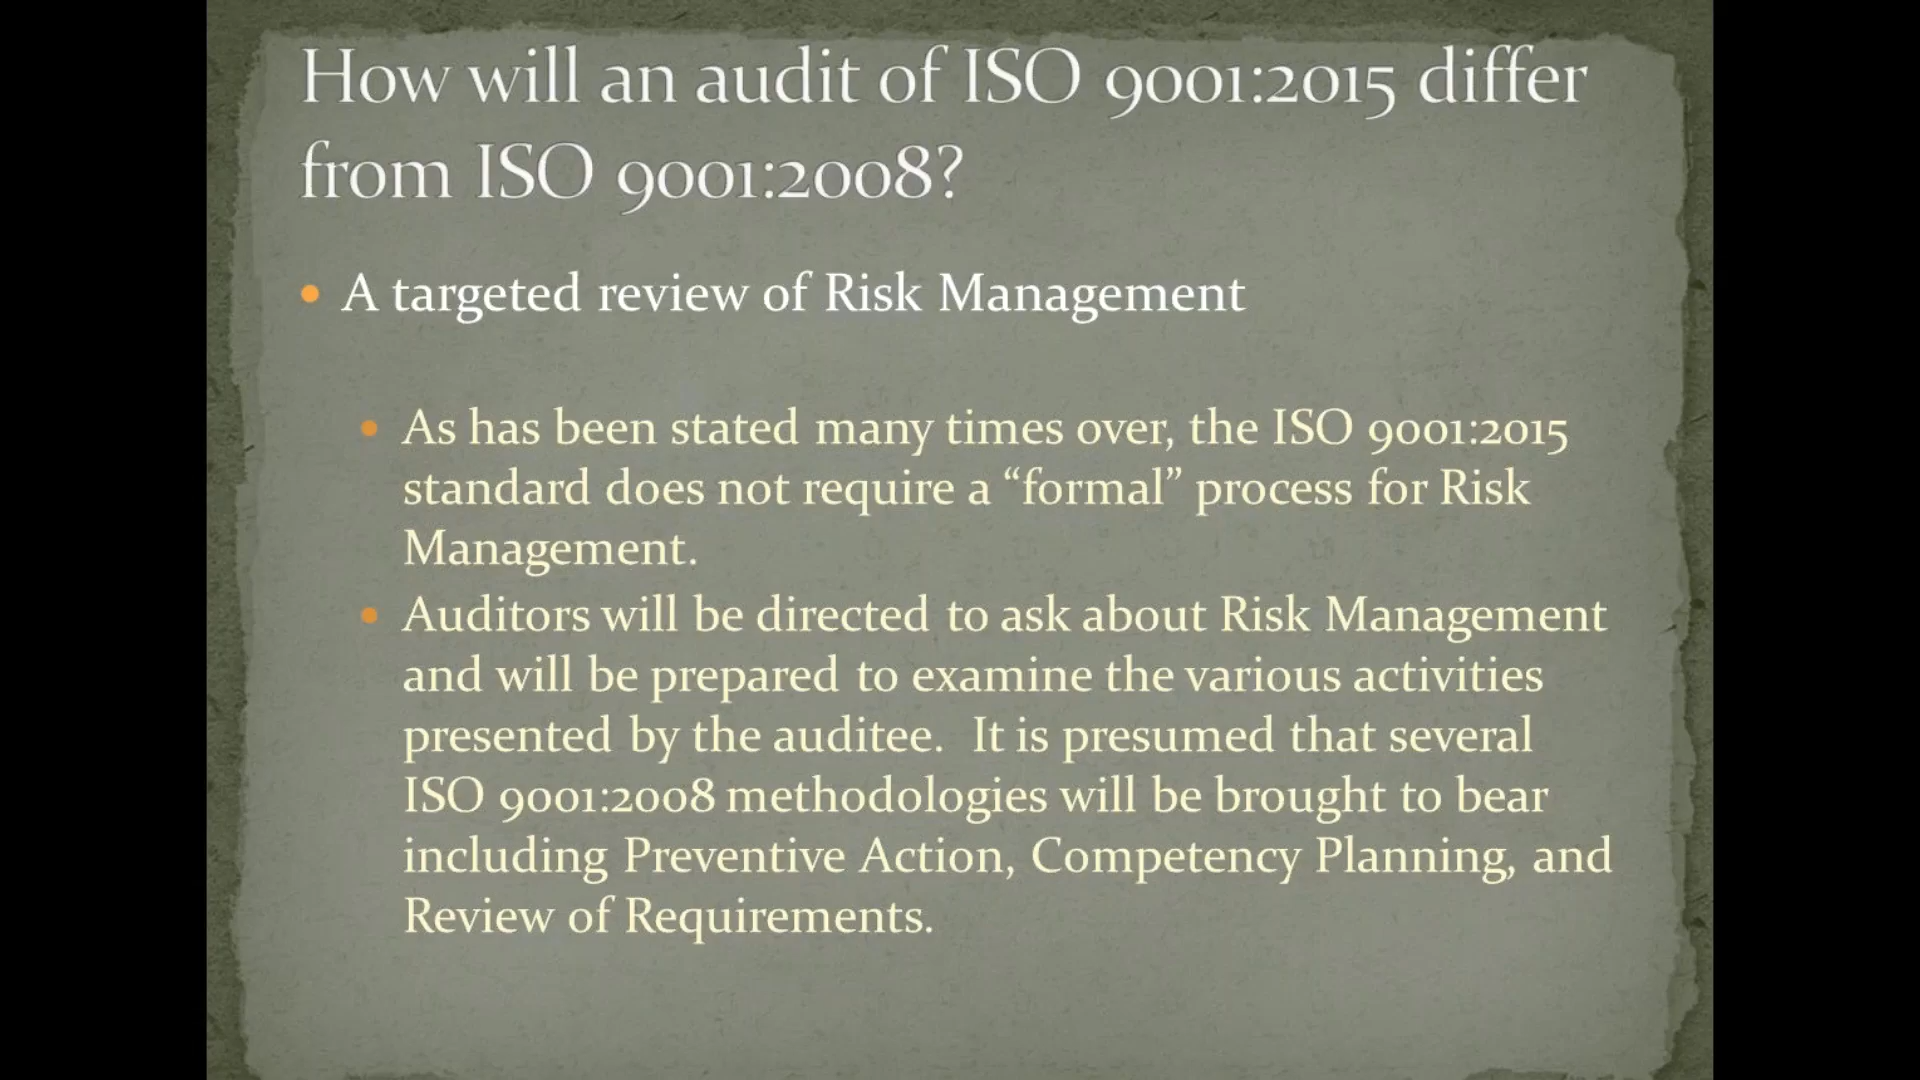 How will an audit of ISO 9001:2015 differ
from ISO 9001:2008?
• A targeted review of Risk Management
• As has been stated many times over, the ISO 9001:2015
standard does not require a “formal” process for Risk
Management.
• Auditors will be directed to ask about Risk Management
and will be prepared to examine the various activities
presented by the auditee.  It is presumed that several
ISO 9001:2008 methodologies will be brought to bear
including Preventive Action, Competency Planning, and
Review of Requirements.